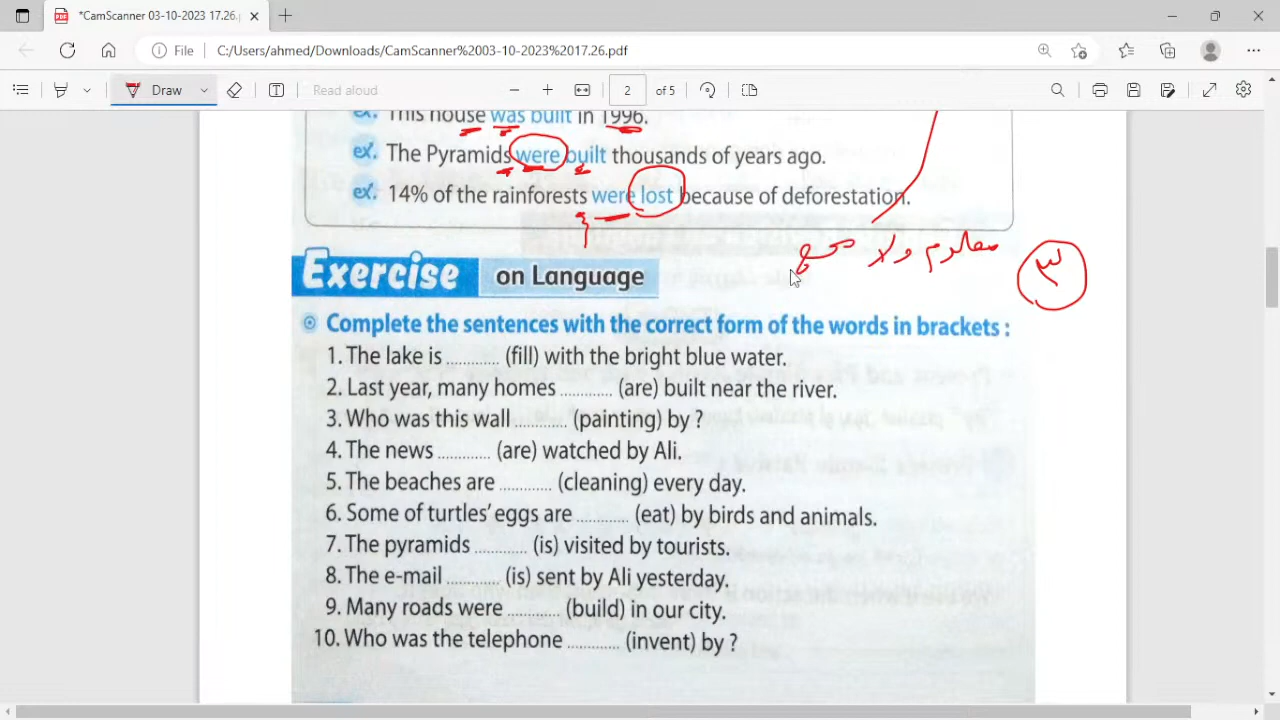 *CamScanner 03-10-2023 17.26.pdf
File C:/Users/ahmed/Downloads/CamScanner%2003-10-2023%2017.26.pdf
Draw Read aloud 2 of 5
ex. This house was built in 1996.
ex. The Pyramids were built thousands of years ago.
ex. 14% of the rainforests were lost because of deforestation.
معلوم ولا
٣
Exercise on Language
Complete the sentences with the correct form of the words in brackets :
1. The lake is ............ (fill) with the bright blue water.
2. Last year, many homes ............ (are) built near the river.
3. Who was this wall ............ (painting) by ?
4. The news ............ (are) watched by Ali.
5. The beaches are ............ (cleaning) every day.
6. Some of turtles' eggs are ............ (eat) by birds and animals.
7. The pyramids ............ (is) visited by tourists.
8. The e-mail ............ (is) sent by Ali yesterday.
9. Many roads were ............ (build) in our city.
10. Who was the telephone ............ (invent) by ?